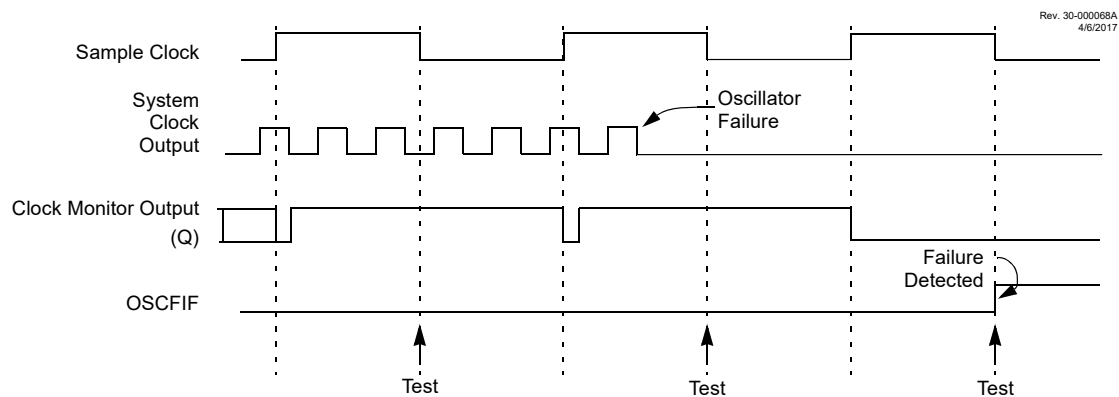 Rev. 30-000068A
4/6/2017
Sample Clock
System
Clock
Output
Oscillator
Failure
Clock Monitor Output
(Q)
Failure
Detected
OSCFIF
Test
Test
Test